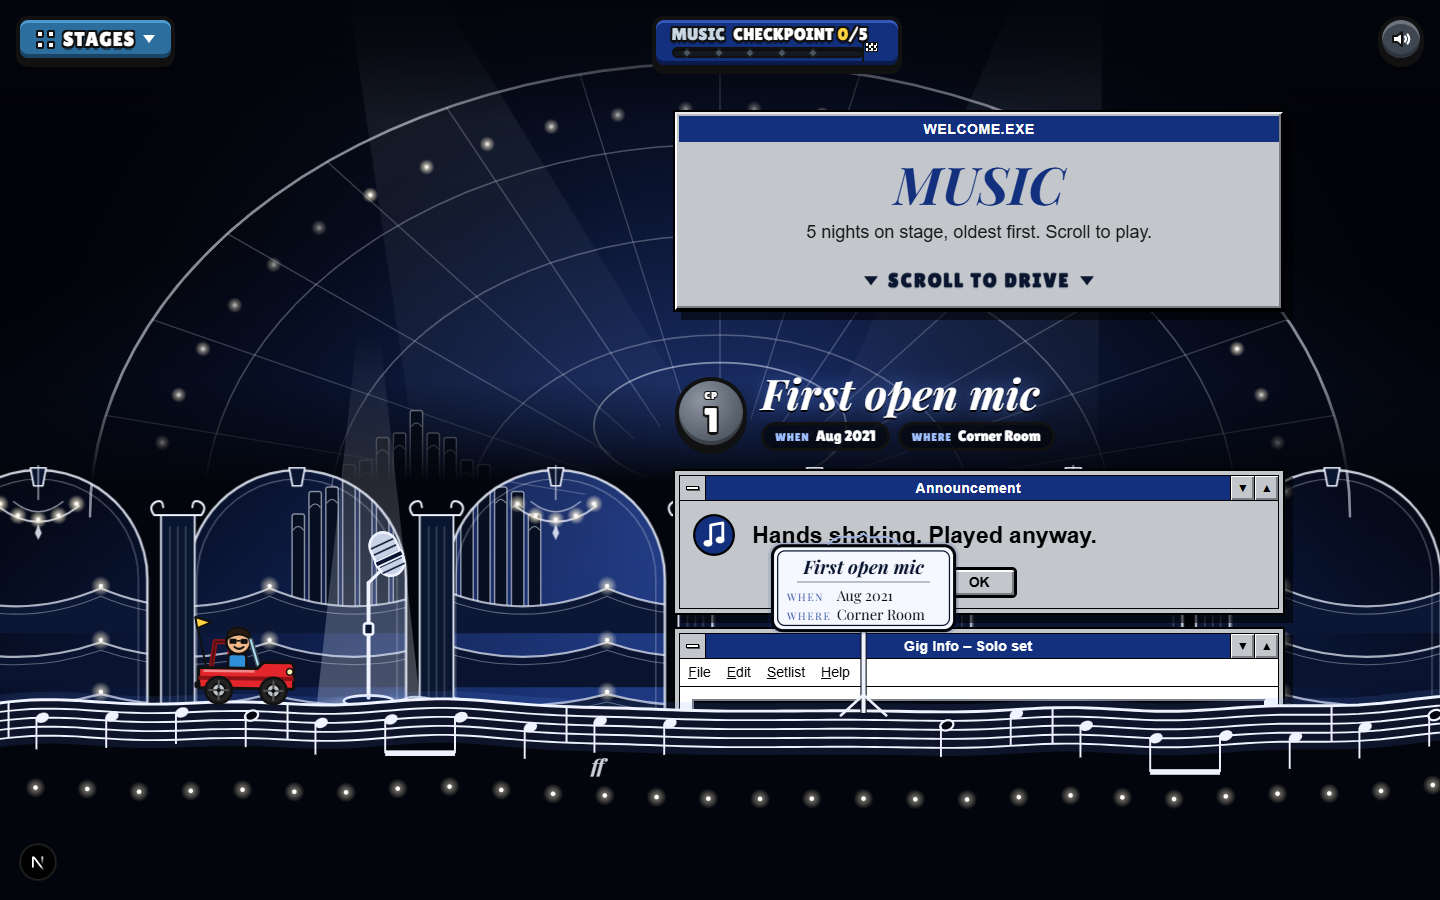 STAGES
MUSIC CHECKPOINT 0/5
WELCOME.EXE
MUSIC
5 nights on stage, oldest first. Scroll to play.
SCROLL TO DRIVE
CP
1
First open mic
WHEN Aug 2021 WHERE Corner Room
Announcement
Hands shaking. Played anyway.
OK
First open mic
WHEN Aug 2021
WHERE Corner Room
Gig Info – Solo set
File Edit Setlist Help
ff
N